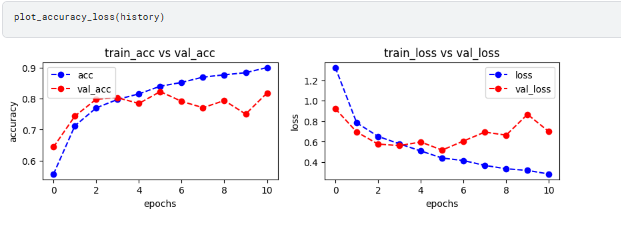 plot_accuracy_loss(history)
train_acc vs val_acc
acc
val_acc
0.9
0.8
0.7
0.6
accuracy
0 2 4 6 8 10
epochs
train_loss vs val_loss
loss
val_loss
1.2
1.0
0.8
0.6
0.4
loss
0 2 4 6 8 10
epochs